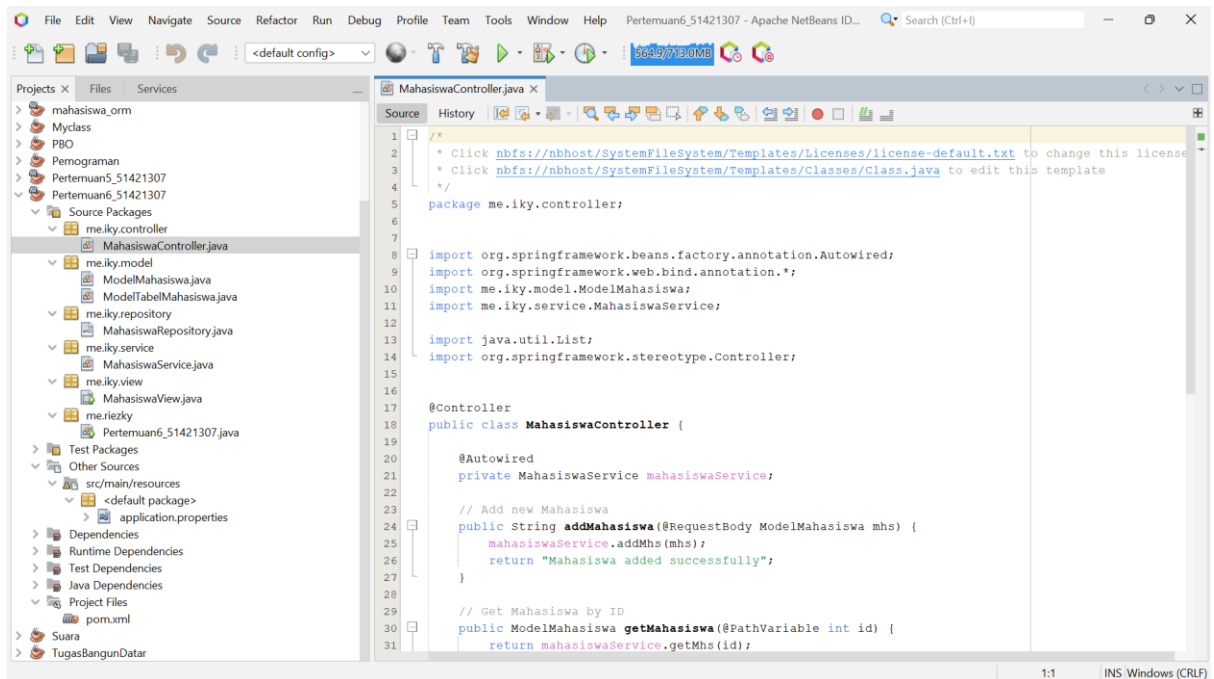 File Edit View Navigate Source Refactor Run Debug Profile Team Tools Window Help Pertemuan6_51421307 - Apache NetBeans ID... Search (Ctrl+I)
<default config> 564.9/713.0MB
Projects Files Services
mahasiswa_orm
Myclass
PBO
Pemograman
Pertemuan5_51421307
Pertemuan6_51421307
Source Packages
me.iky.controller
MahasiswaController.java
me.iky.model
ModelMahasiswa.java
ModelTabelMahasiswa.java
me.iky.repository
MahasiswaRepository.java
me.iky.service
MahasiswaService.java
me.iky.view
MahasiswaView.java
me.riezky
Pertemuan6_51421307.java
Test Packages
Other Sources
src/main/resources
<default package>
application.properties
Dependencies
Runtime Dependencies
Test Dependencies
Java Dependencies
Project Files
pom.xml
Suara
TugasBangunDatar
MahasiswaController.java
Source History
1 /*
2 * Click nbfs://nbhost/SystemFileSystem/Templates/Licenses/license-default.txt to change this license
3 * Click nbfs://nbhost/SystemFileSystem/Templates/Classes/Class.java to edit this template
4 */
5 package me.iky.controller;
6
7
8 import org.springframework.beans.factory.annotation.Autowired;
9 import org.springframework.web.bind.annotation.*;
10 import me.iky.model.ModelMahasiswa;
11 import me.iky.service.MahasiswaService;
12
13 import java.util.List;
14 import org.springframework.stereotype.Controller;
15
16
17 @Controller
18 public class MahasiswaController {
19
20 @Autowired
21 private MahasiswaService mahasiswaService;
22
23 // Add new Mahasiswa
24 public String addMahasiswa(@RequestBody ModelMahasiswa mhs) {
25 mahasiswaService.addMhs(mhs);
26 return "Mahasiswa added successfully";
27 }
28
29 // Get Mahasiswa by ID
30 public ModelMahasiswa getMahasiswa(@PathVariable int id) {
31 return mahasiswaService.getMhs(id);
1:1 INS Windows (CRLF)